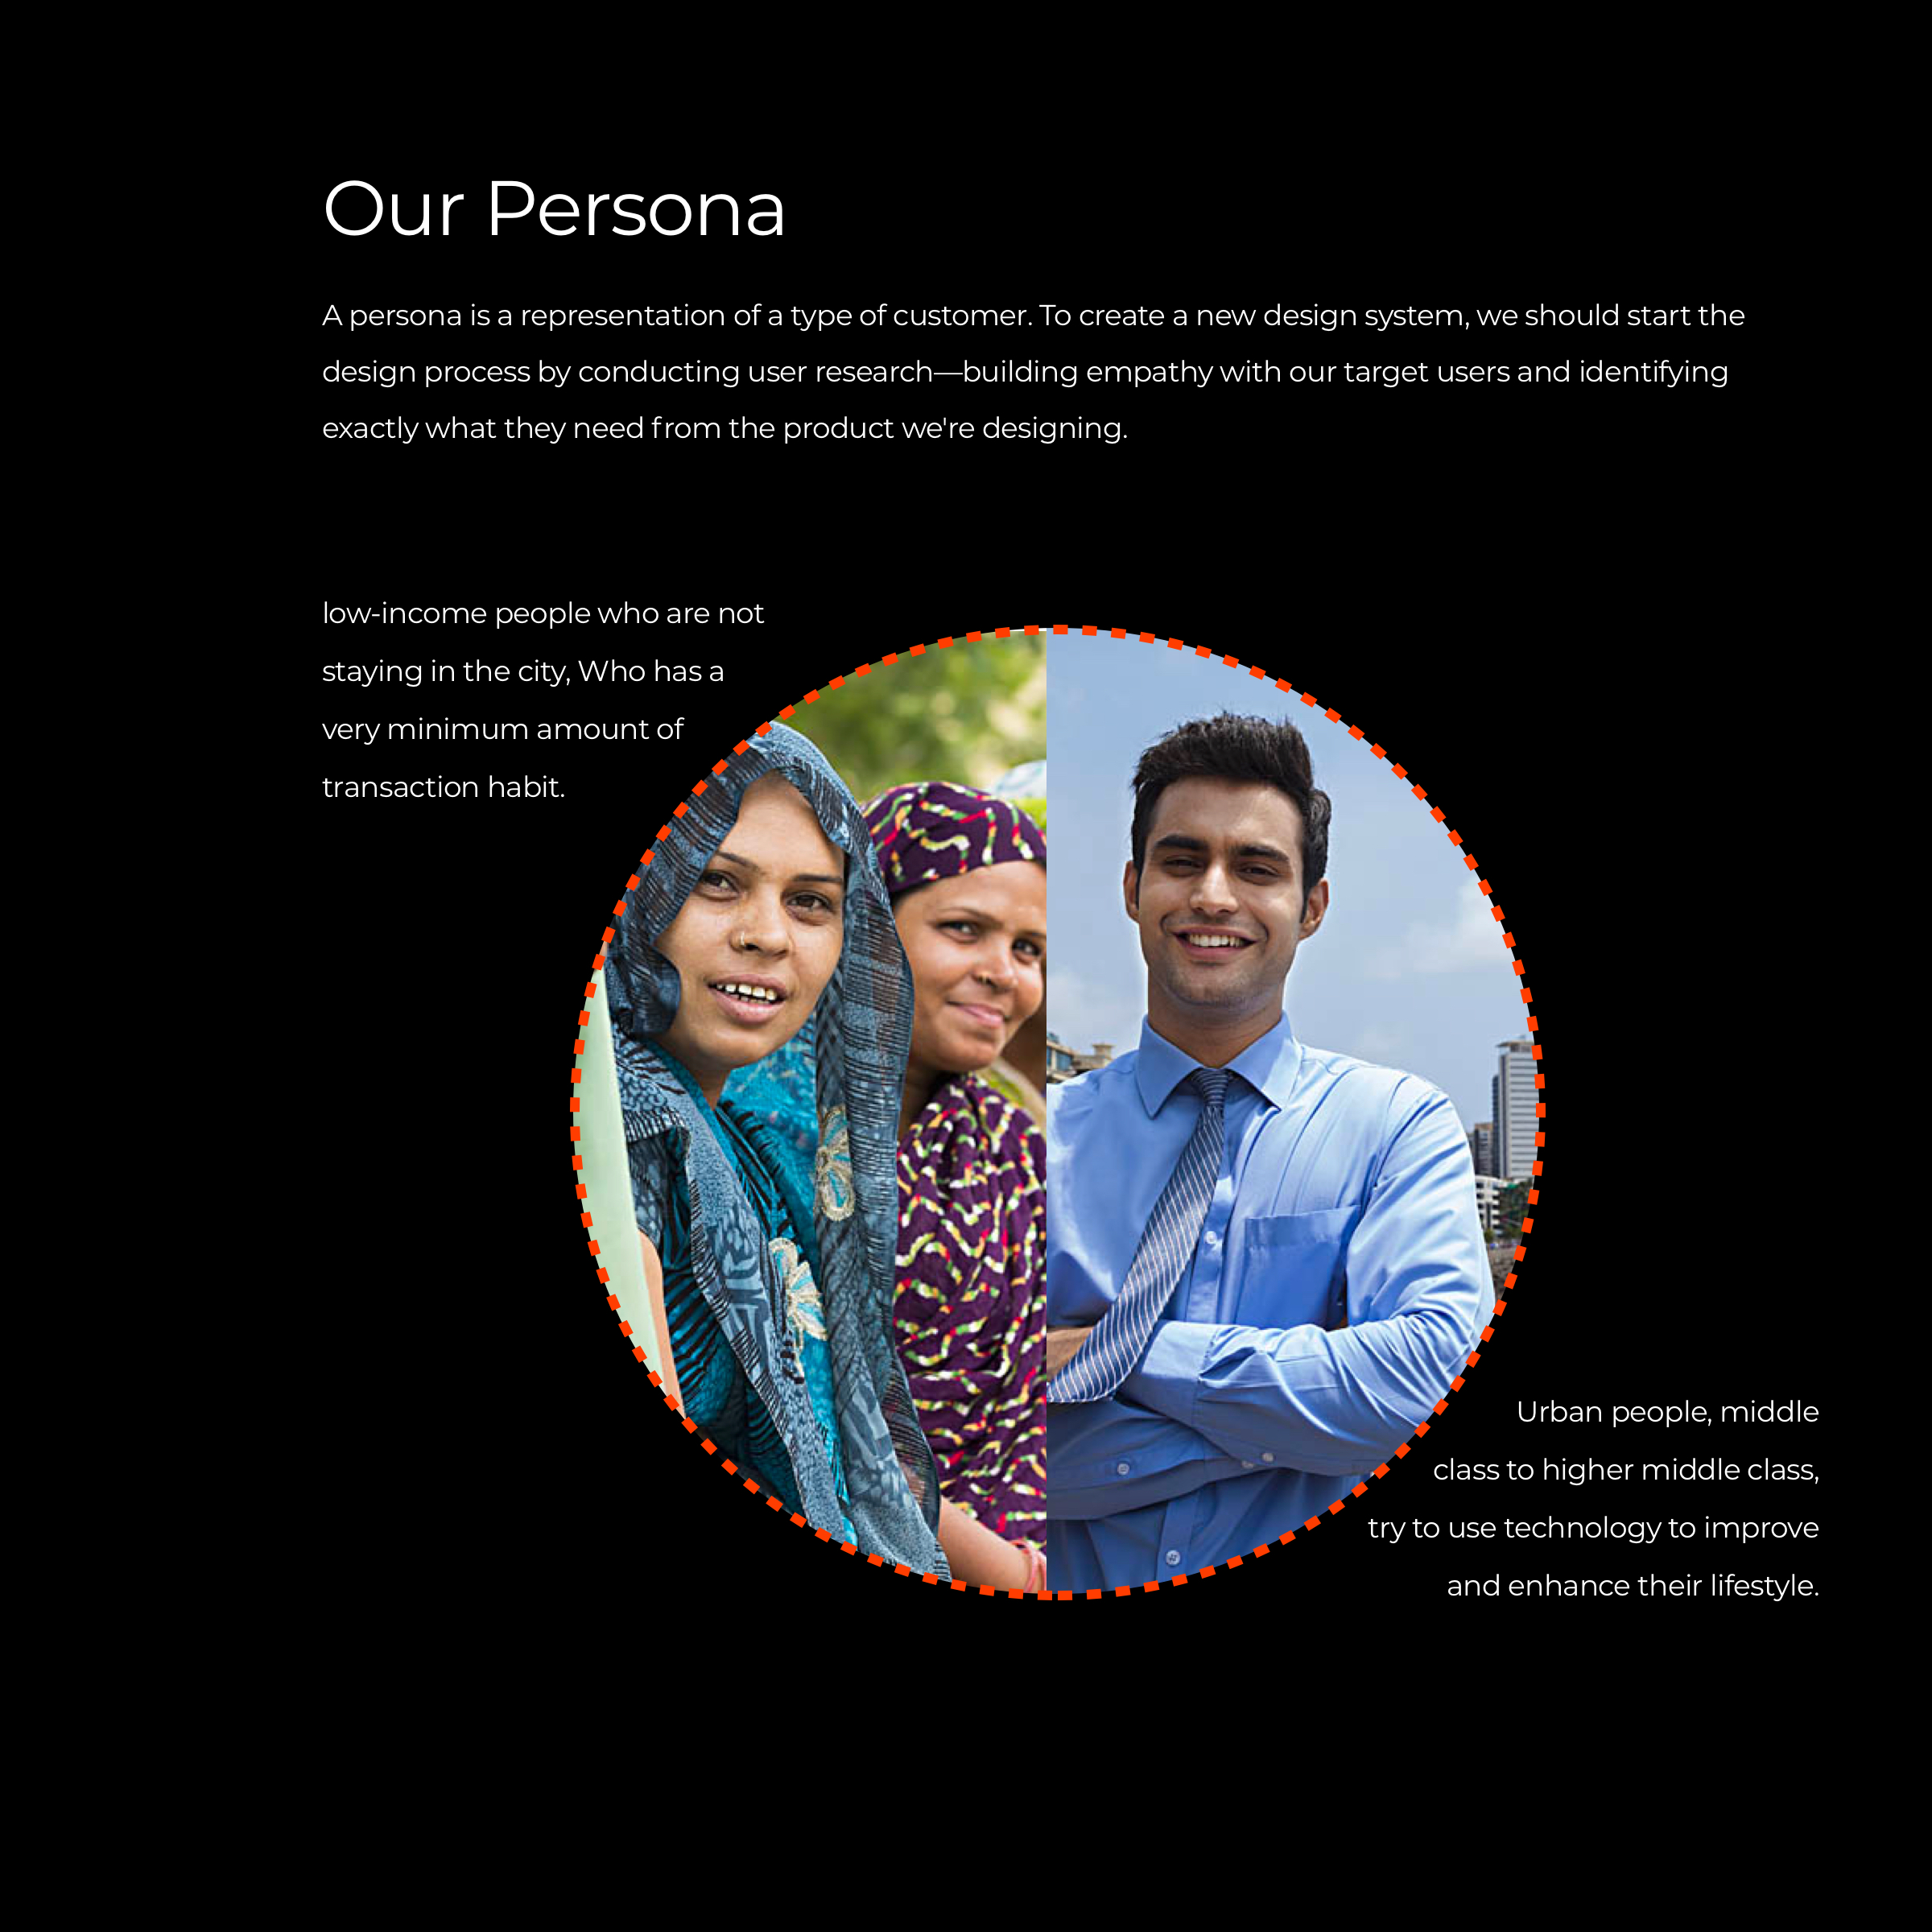 Our Persona
A persona is a representation of a type of customer. To create a new design system, we should start the
design process by conducting user research—building empathy with our target users and identifying
exactly what they need from the product we're designing.
low-income people who are not
staying in the city, Who has a
very minimum amount of
transaction habit.
Urban people, middle
class to higher middle class,
try to use technology to improve
and enhance their lifestyle.